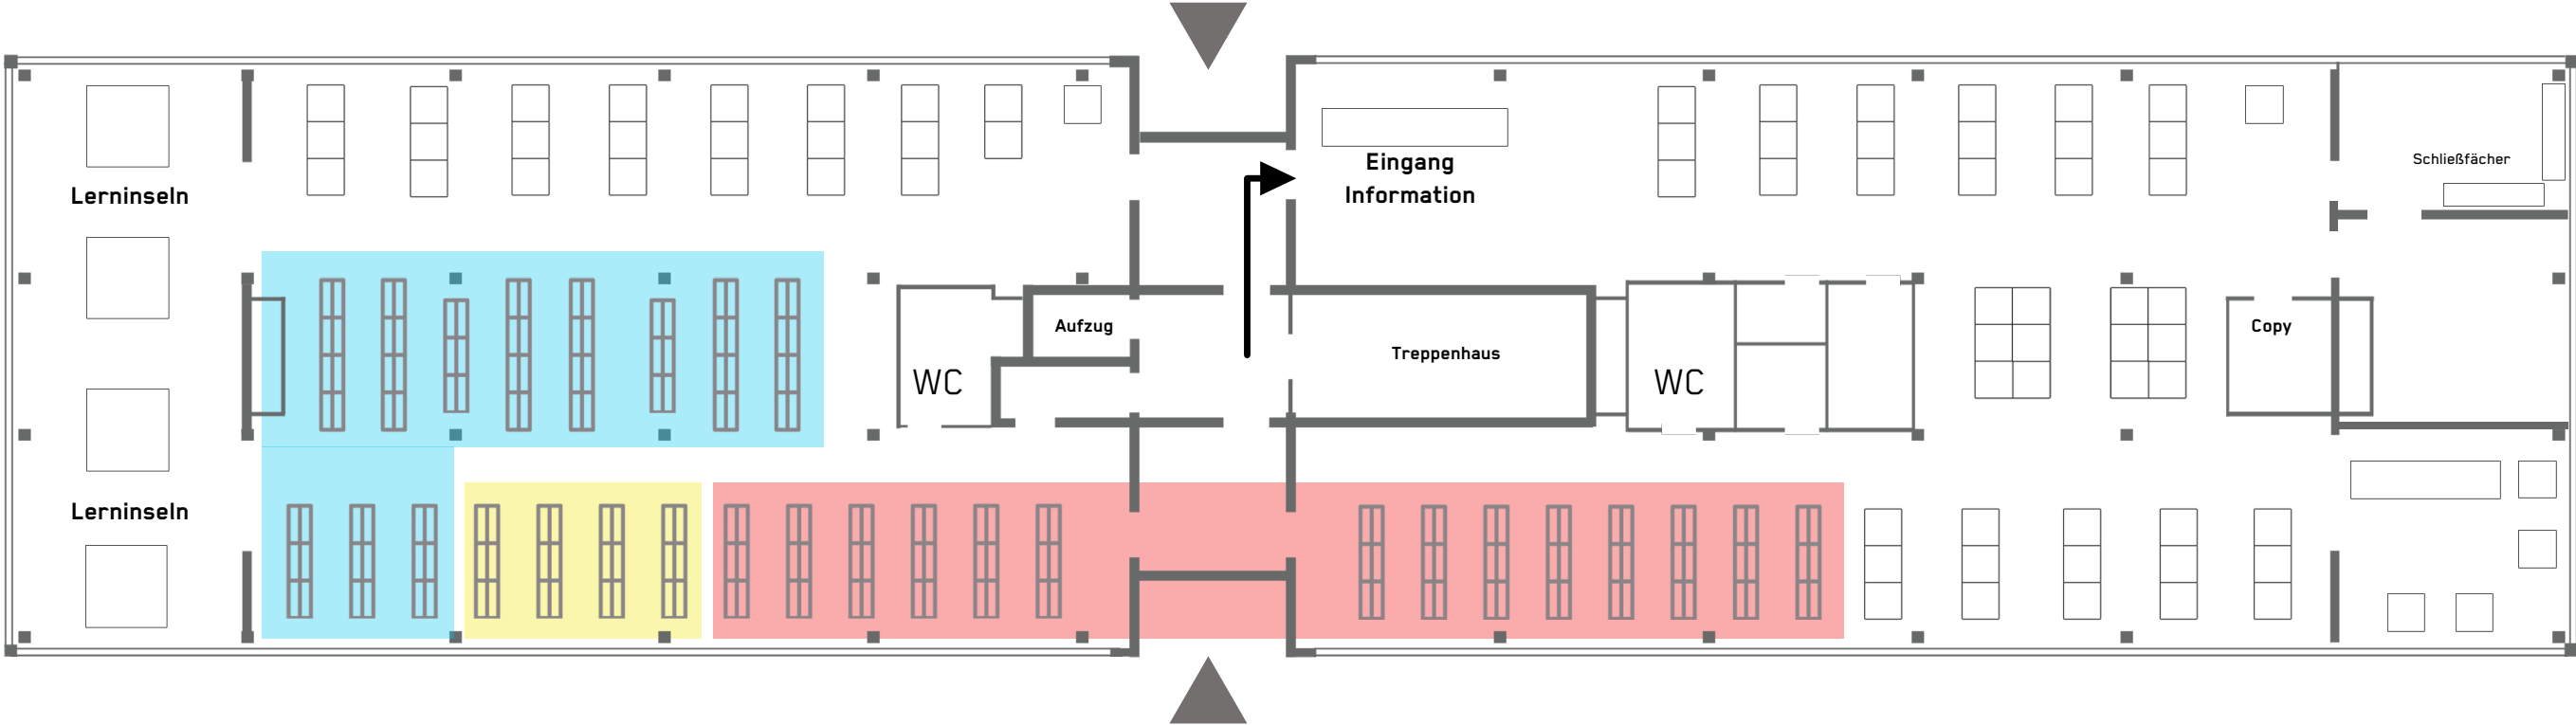 Eingang
Information
Schließfächer
Lerninseln
Aufzug
Copy
Treppenhaus
WC
WC
Lerninseln